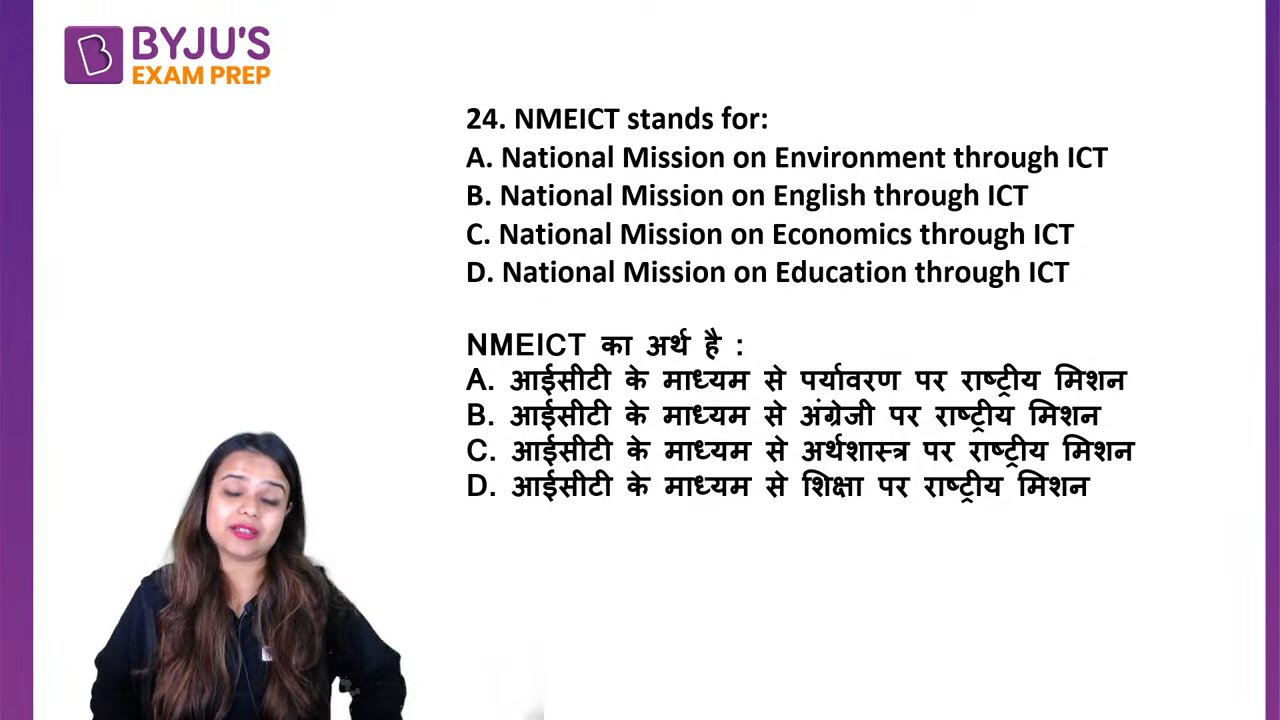 BYJU'S
EXAM PREP
24. NMEICT stands for:
A. National Mission on Environment through ICT
B. National Mission on English through ICT
C. National Mission on Economics through ICT
D. National Mission on Education through ICT
NMEICT का अर्थ है :
A. आईसीटी के माध्यम से पर्यावरण पर राष्ट्रीय मिशन
B. आईसीटी के माध्यम से अंग्रेजी पर राष्ट्रीय मिशन
C. आईसीटी के माध्यम से अर्थशास्त्र पर राष्ट्रीय मिशन
D. आईसीटी के माध्यम से शिक्षा पर राष्ट्रीय मिशन